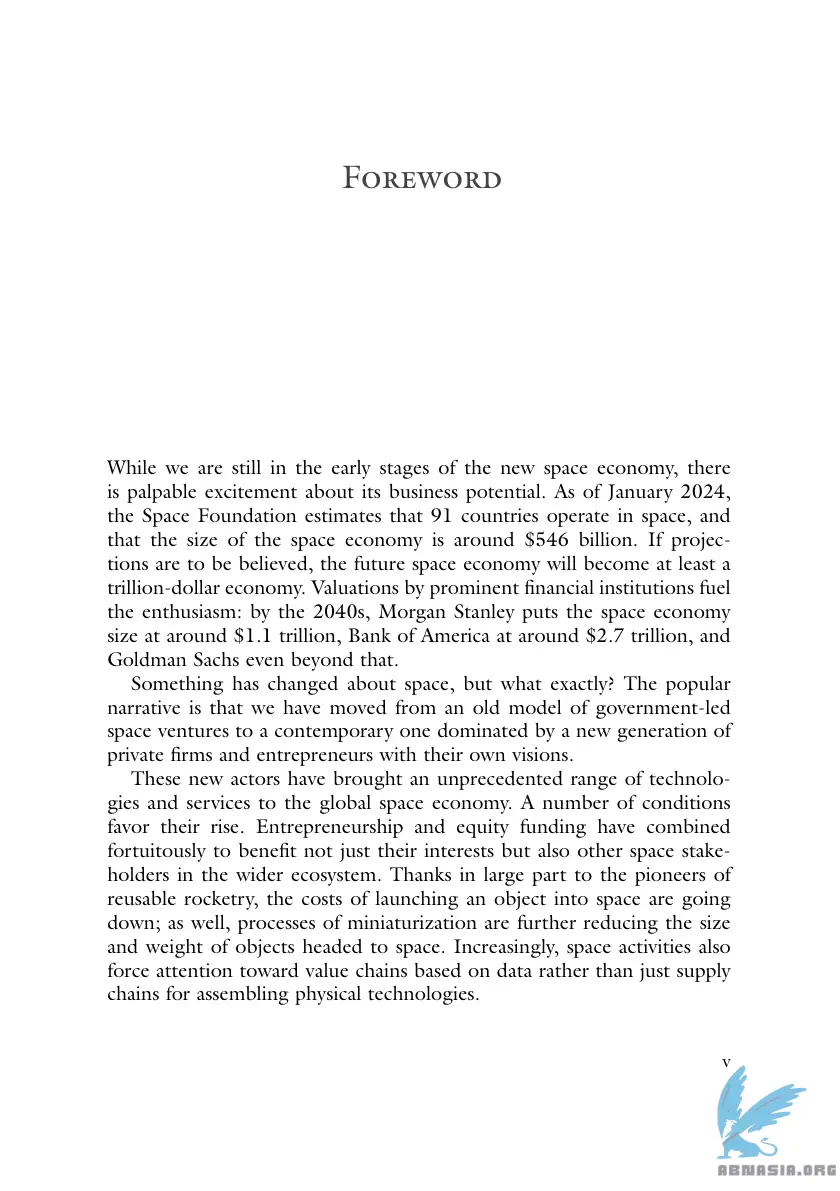 Foreword
While we are still in the early stages of the new space economy, there
is palpable excitement about its business potential. As of January 2024,
the Space Foundation estimates that 91 countries operate in space, and
that the size of the space economy is around $546 billion. If projec-
tions are to be believed, the future space economy will become at least a
trillion-dollar economy. Valuations by prominent financial institutions fuel
the enthusiasm: by the 2040s, Morgan Stanley puts the space economy
size at around $1.1 trillion, Bank of America at around $2.7 trillion, and
Goldman Sachs even beyond that.
Something has changed about space, but what exactly? The popular
narrative is that we have moved from an old model of government-led
space ventures to a contemporary one dominated by a new generation of
private firms and entrepreneurs with their own visions.
These new actors have brought an unprecedented range of technolo-
gies and services to the global space economy. A number of conditions
favor their rise. Entrepreneurship and equity funding have combined
fortuitously to benefit not just their interests but also other space stake-
holders in the wider ecosystem. Thanks in large part to the pioneers of
reusable rocketry, the costs of launching an object into space are going
down; as well, processes of miniaturization are further reducing the size
and weight of objects headed to space. Increasingly, space activities also
force attention toward value chains based on data rather than just supply
chains for assembling physical technologies.
v
ABNASIA.ORG